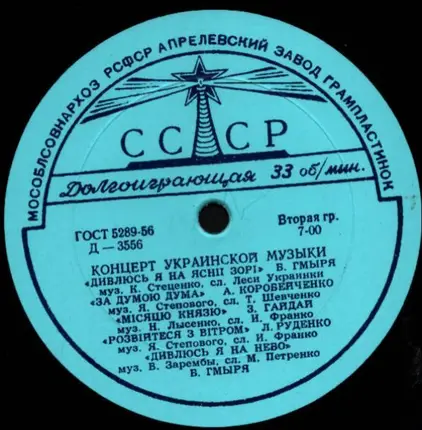 МОСОБЛСОВНАРХОЗ РСФСР АПРЕЛЕВСКИЙ ЗАВОД ГРАМПЛАСТИНОК
СССР
Долгоиграющая 33 об/мин.
ГОСТ 5289-56
Д — 3556
Вторая гр.
7-00
КОНЦЕРТ УКРАИНСКОЙ МУЗЫКИ
«ДИВЛЮСЬ Я НА ЯСНІІ ЗОРІ» Б. ГМЫРЯ
муз. К. Стеценко, сл. Леси Украинки
«ЗА ДУМОЮ ДУМА» А. КОРОБЕЙЧЕНКО
муз. Я. Степового, сл. Т. Шевченко
«МІСЯЦЮ КНЯЗЮ» З. ГАЙДАЙ
муз. Н. Лысенко, сл. И. Франко
«РОЗВІЙТЕСЯ З ВІТРОМ» Л. РУДЕНКО
муз. Я. Степового, сл. И. Франко
«ДИВЛЮСЬ Я НА НЕБО»
муз. В. Зарембы, сл. М. Петренко
Б. ГМЫРЯ